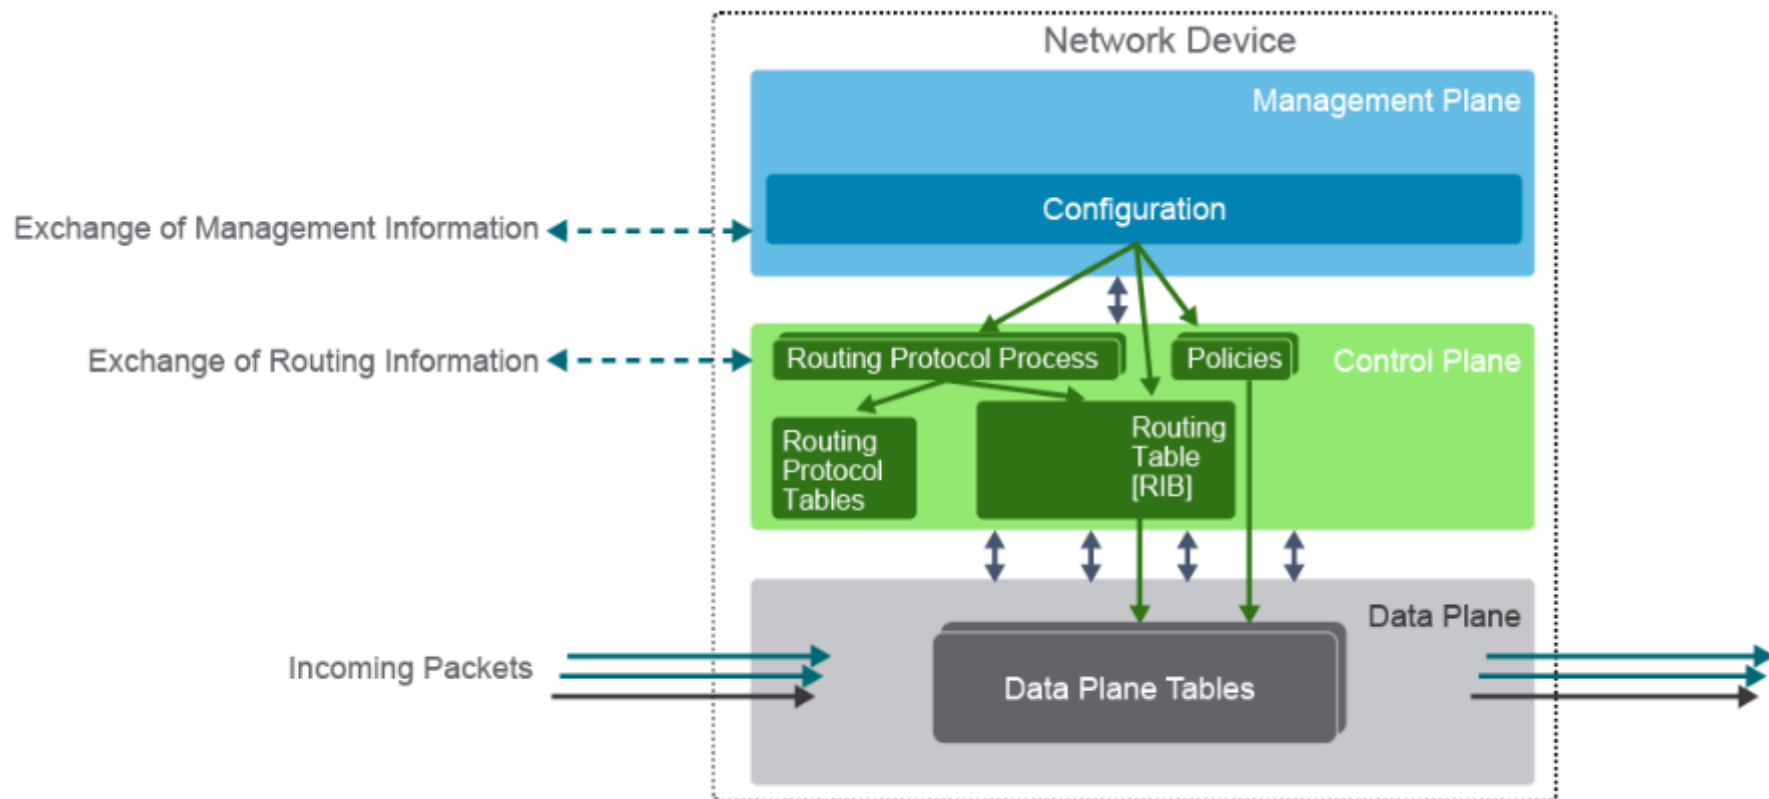 Network Device
Management Plane
Configuration
Exchange of Management Information
Exchange of Routing Information
Routing Protocol Process
Policies
Control Plane
Routing
Protocol
Tables
Routing
Table
[RIB]
Data Plane
Incoming Packets
Data Plane Tables